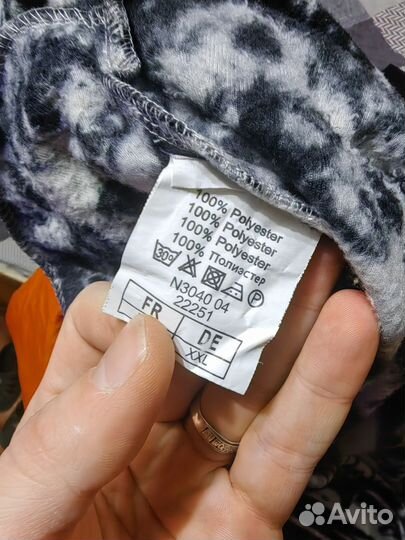 100% Polyester
100% Polyester
100% Polyester
100% Полиэстер
30°
N3040 04
22251
FR DE
XXL
Avito